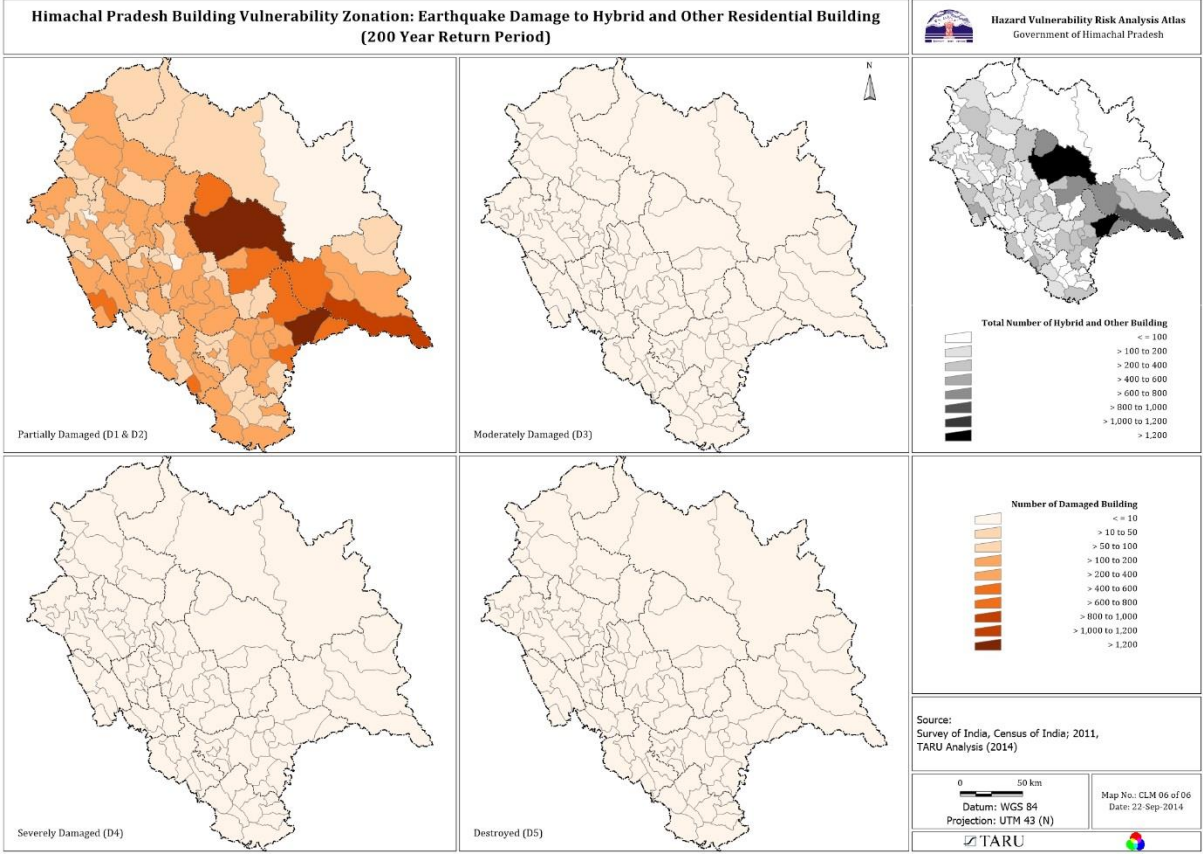 Himachal Pradesh Building Vulnerability Zonation: Earthquake Damage to Hybrid and Other Residential Building
(200 Year Return Period)
Hazard Vulnerability Risk Analysis Atlas
Government of Himachal Pradesh
N
Partially Damaged (D1 & D2)
Moderately Damaged (D3)
Total Number of Hybrid and Other Building
< = 100
> 100 to 200
> 200 to 400
> 400 to 600
> 600 to 800
> 800 to 1,000
> 1,000 to 1,200
> 1,200
Severely Damaged (D4)
Destroyed (D5)
Number of Damaged Building
< = 10
> 10 to 50
> 50 to 100
> 100 to 200
> 200 to 400
> 400 to 600
> 600 to 800
> 800 to 1,000
> 1,000 to 1,200
> 1,200
Source:
Survey of India, Census of India; 2011,
TARU Analysis (2014)
0 50 km
Datum: WGS 84
Projection: UTM 43 (N)
Map No.: CLM 06 of 06
Date: 22-Sep-2014
TARU